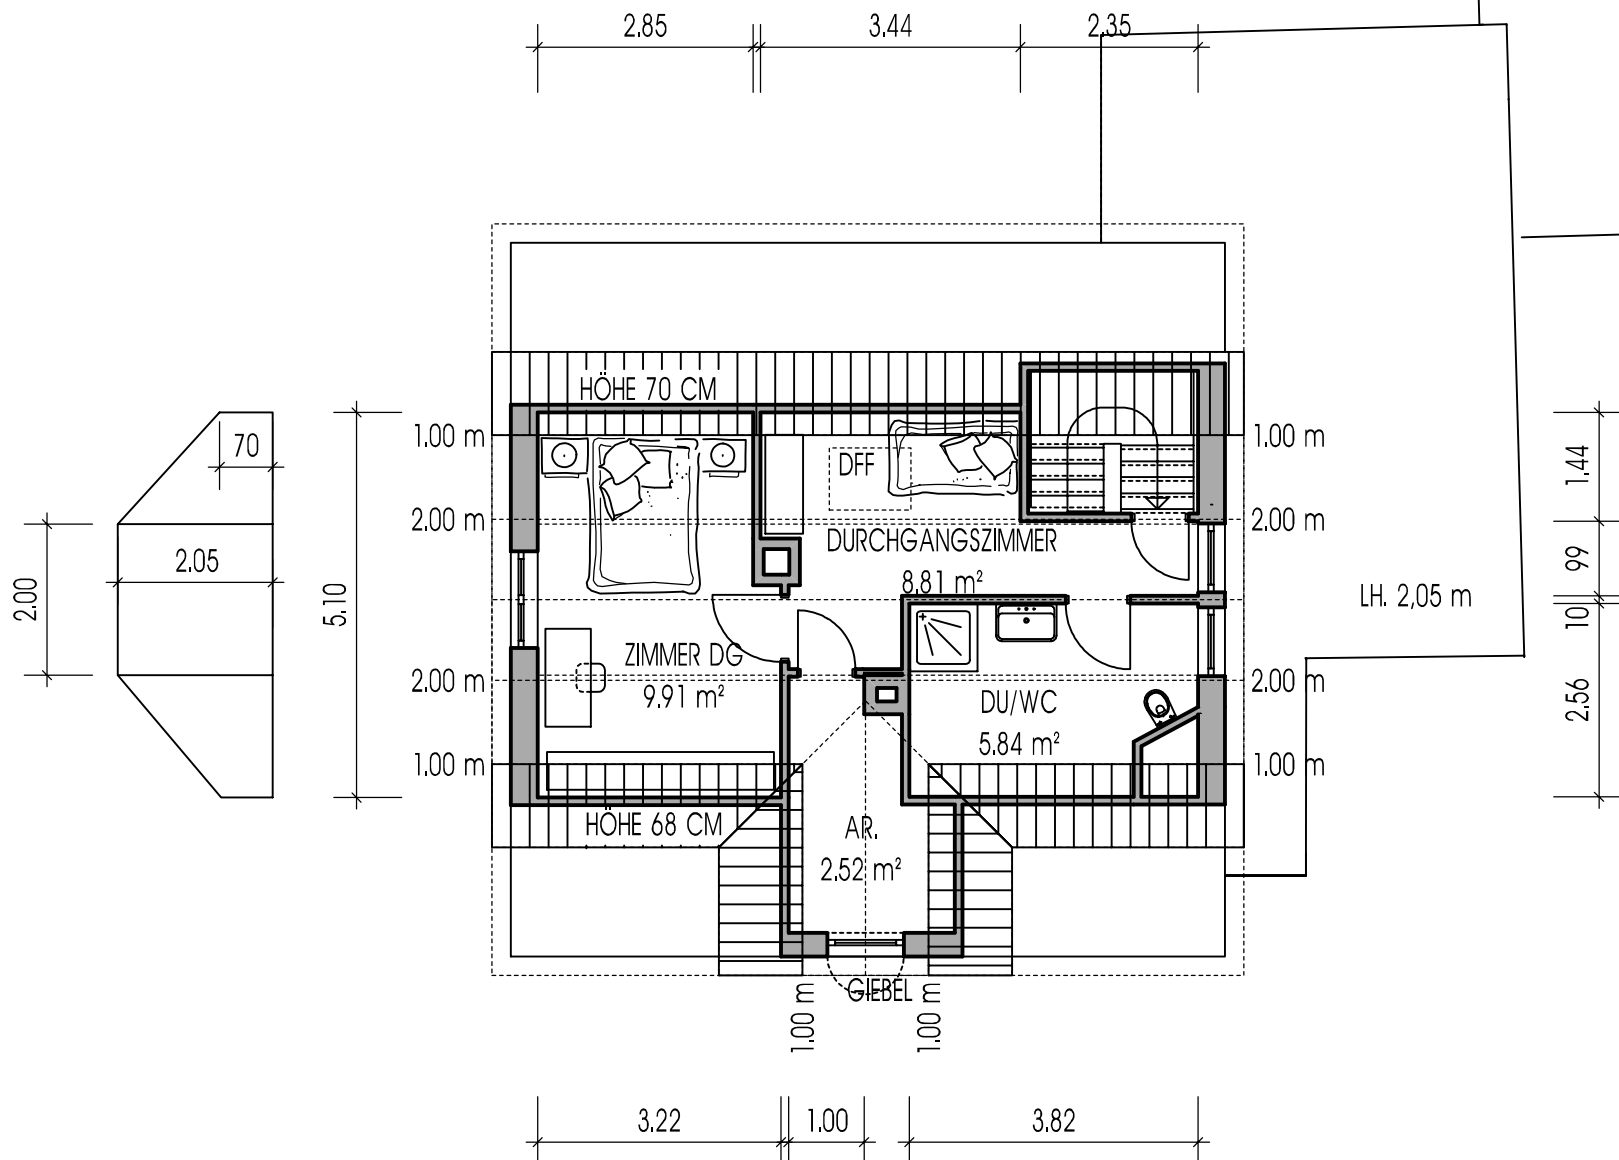 2.85
3.44
2.35
HÖHE 70 CM
1.00 m
1.00 m
70
DFF
1.44
2.00 m
2.00 m
DURCHGANGSZIMMER
8.81 m²
2.05
99
2.00
5.10
LH. 2,05 m
10
ZIMMER DG
9.91 m²
2.00 m
2.00 m
DU/WC
5.84 m²
2.56
1.00 m
1.00 m
HÖHE 68 CM
AR.
2.52 m²
GIEBEL
1.00 m
1.00 m
3.22
1.00
3.82